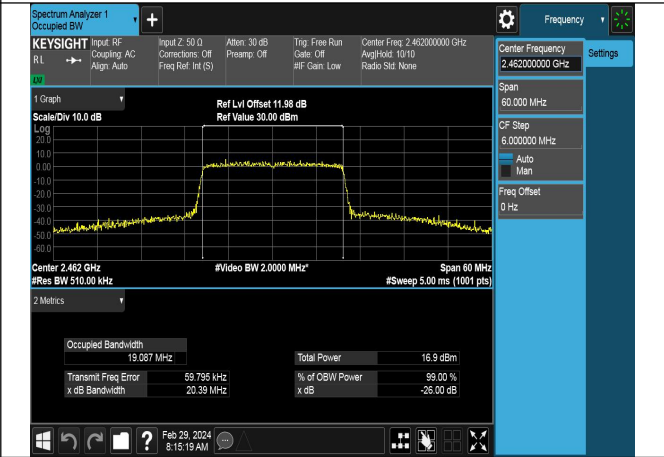 Spectrum Analyzer 1
Occupied BW
+
Frequency
KEYSIGHT
RL
LXI
Input: RF
Coupling: AC
Align: Auto
Input Z: 50 Ω
Corrections: Off
Freq Ref: Int (S)
Atten: 30 dB
Preamp: Off
Trig: Free Run
Gate: Off
#IF Gain: Low
Center Freq: 2.462000000 GHz
Avg|Hold: 10/10
Radio Std: None
Center Frequency
2.462000000 GHz
Settings
Span
60.000 MHz
CF Step
6.000000 MHz
Auto
Man
Freq Offset
0 Hz
1 Graph
Scale/Div 10.0 dB
Ref Lvl Offset 11.98 dB
Ref Value 30.00 dBm
Log
20.0
10.0
0.00
-10.0
-20.0
-30.0
-40.0
-50.0
-60.0
Center 2.462 GHz
#Video BW 2.0000 MHz*
Span 60 MHz
#Res BW 510.00 kHz
#Sweep 5.00 ms (1001 pts)
2 Metrics
Occupied Bandwidth
19.087 MHz
Total Power 16.9 dBm
Transmit Freq Error 59.795 kHz
% of OBW Power 99.00 %
x dB Bandwidth 20.39 MHz
x dB -26.00 dB
?
Feb 29, 2024
8:15:19 AM